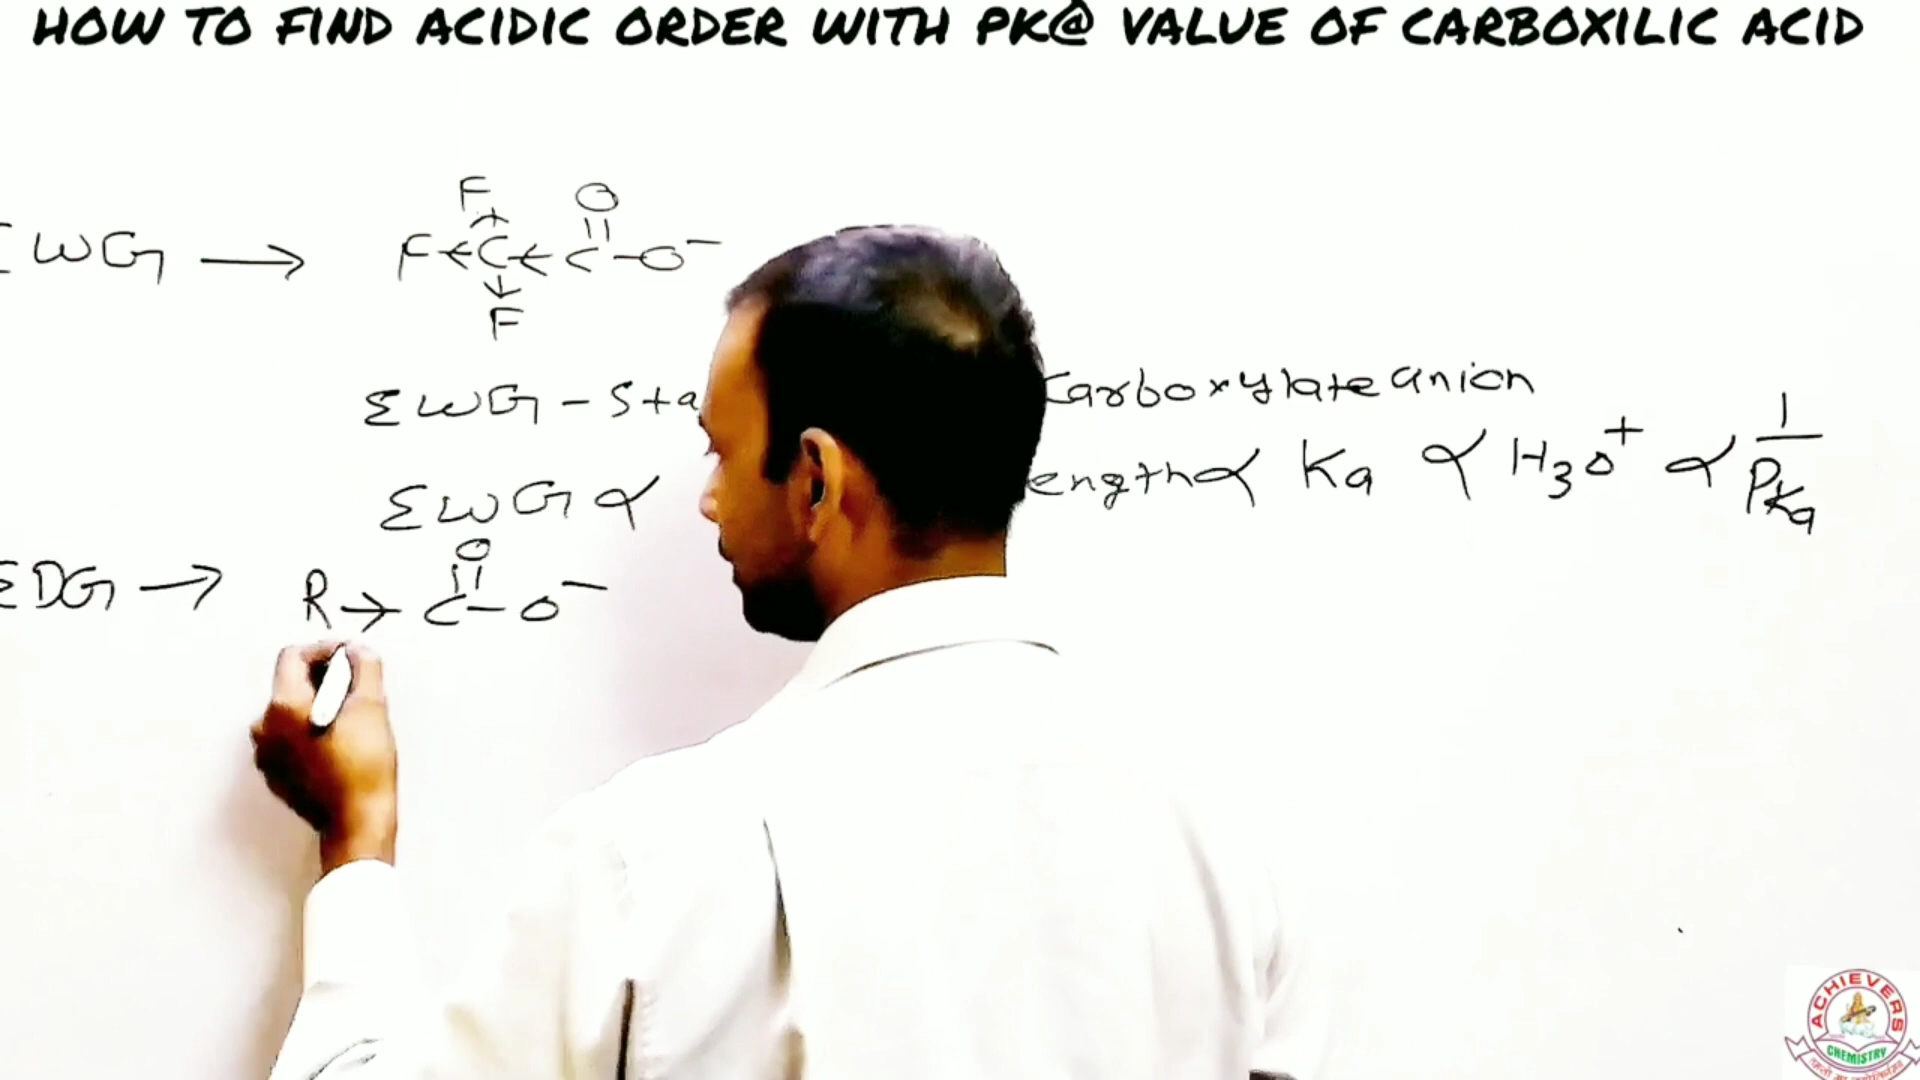 HOW TO FIND ACIDIC ORDER WITH PK@ VALUE OF CARBOXILIC ACID
F O
EWG → F C C-O⁻
F
EWG - Sta carboxylate anion
EWG ∝ ength ∝ Ka ∝ H3O⁺ ∝ 1/PKa
O
EDG → R → C-O⁻
ACHIEVERS
CHEMISTRY